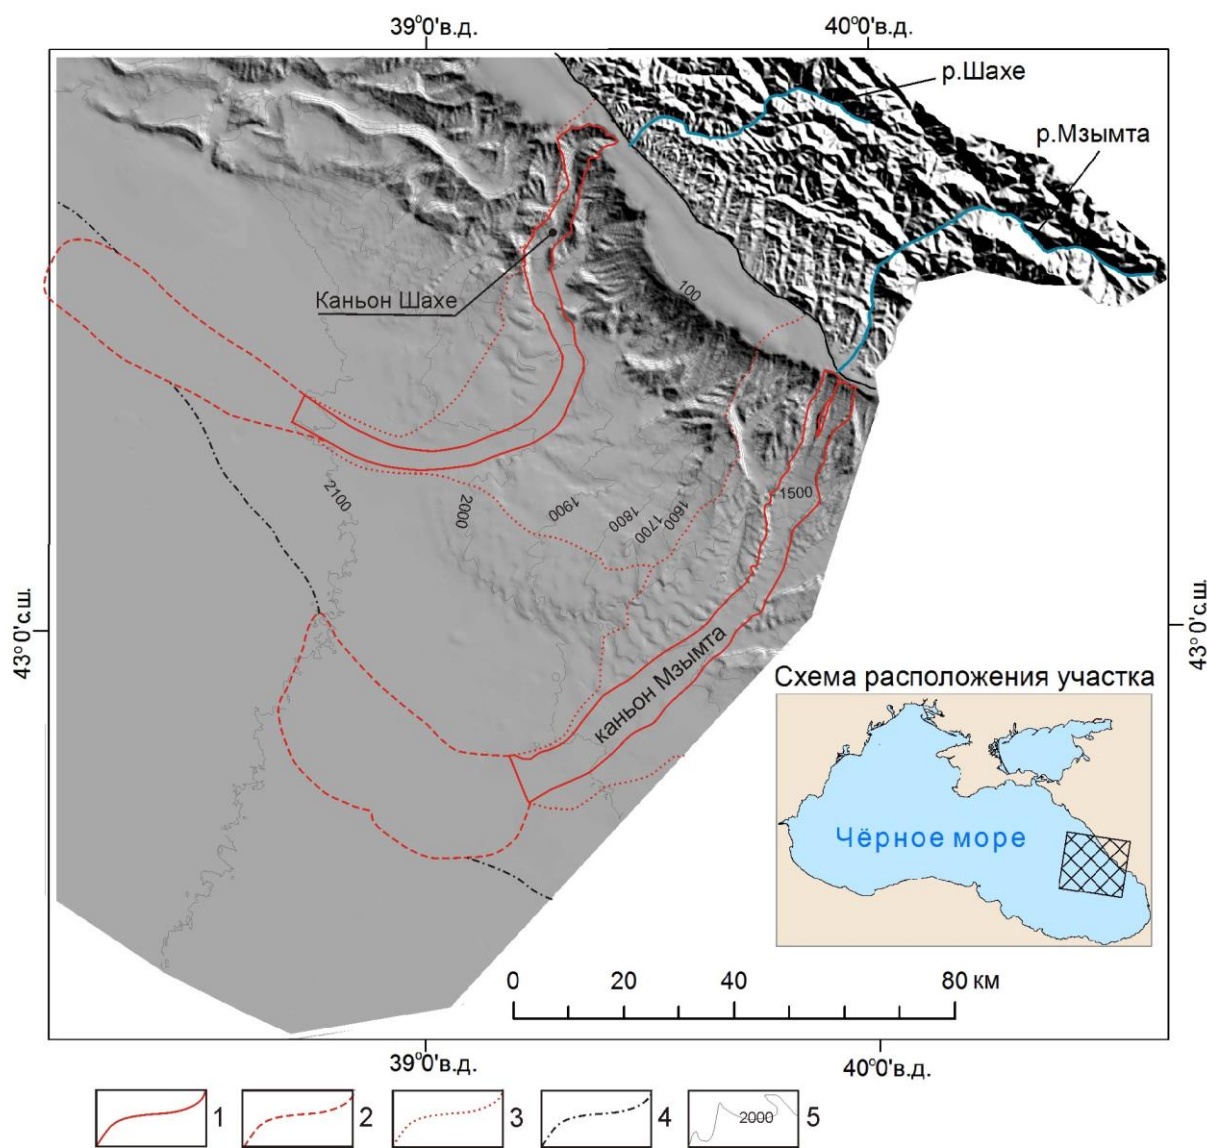 39°0'в.д.
40°0'в.д.
р.Шахе
р.Мзымта
Каньон Шахе
100
2100
2000
1900
1800
1700
1600
1500
43°0'с.ш.
43°0'с.ш.
каньон Мзымта
Схема расположения участка
Чёрное море
0 20 40 80 км
39°0'в.д.
40°0'в.д.
1 2 3 4 2000 5